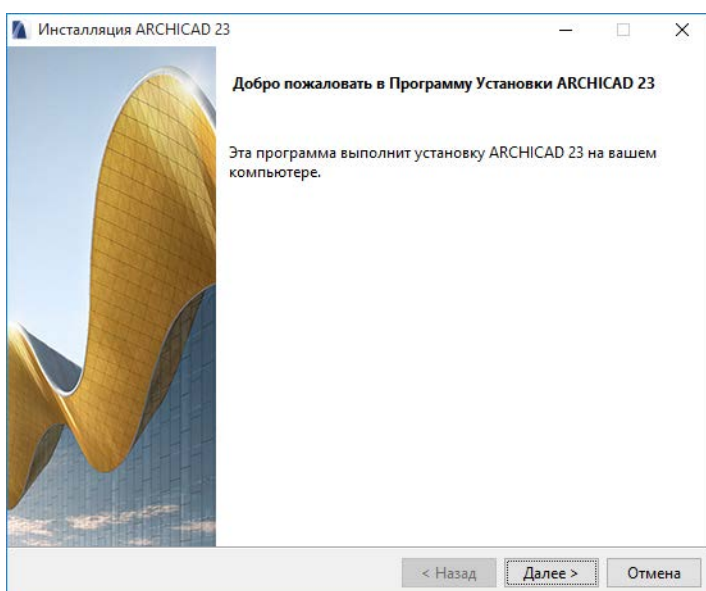 Инсталляция ARCHICAD 23
Добро пожаловать в Программу Установки ARCHICAD 23
Эта программа выполнит установку ARCHICAD 23 на вашем
компьютере.
< Назад Далее > Отмена